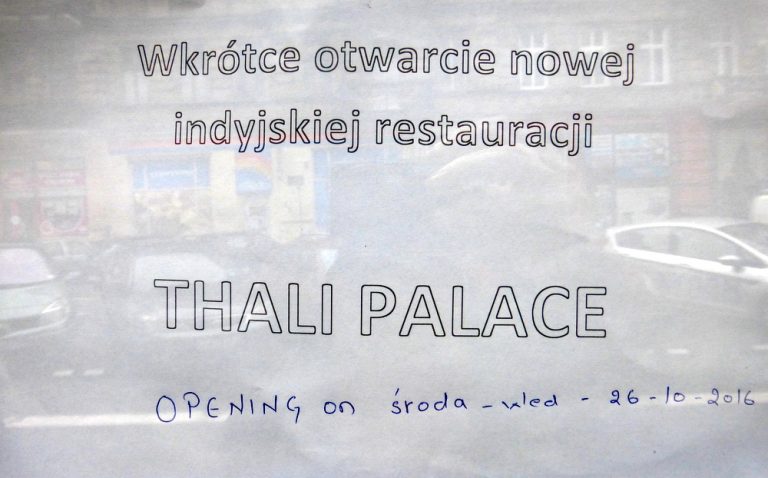 Wkrótce otwarcie nowej
indyjskiej restauracji
THALI PALACE
OPENING on środa - wed - 26-10-2016